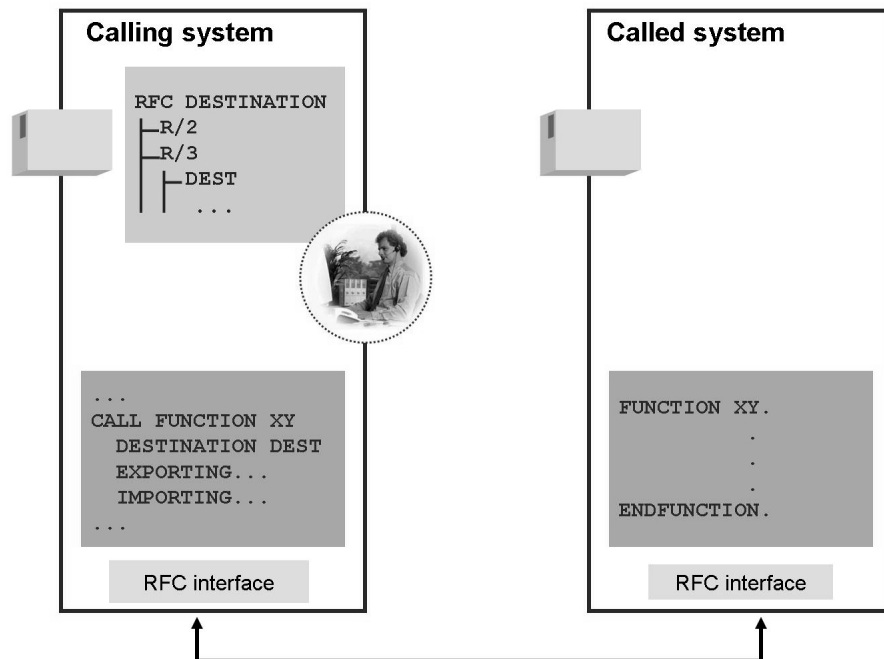 Calling system
RFC DESTINATION
R/2
R/3
DEST
...
...
CALL FUNCTION XY
DESTINATION DEST
EXPORTING...
IMPORTING...
...
RFC interface
Called system
FUNCTION XY.
.
.
.
ENDFUNCTION.
RFC interface